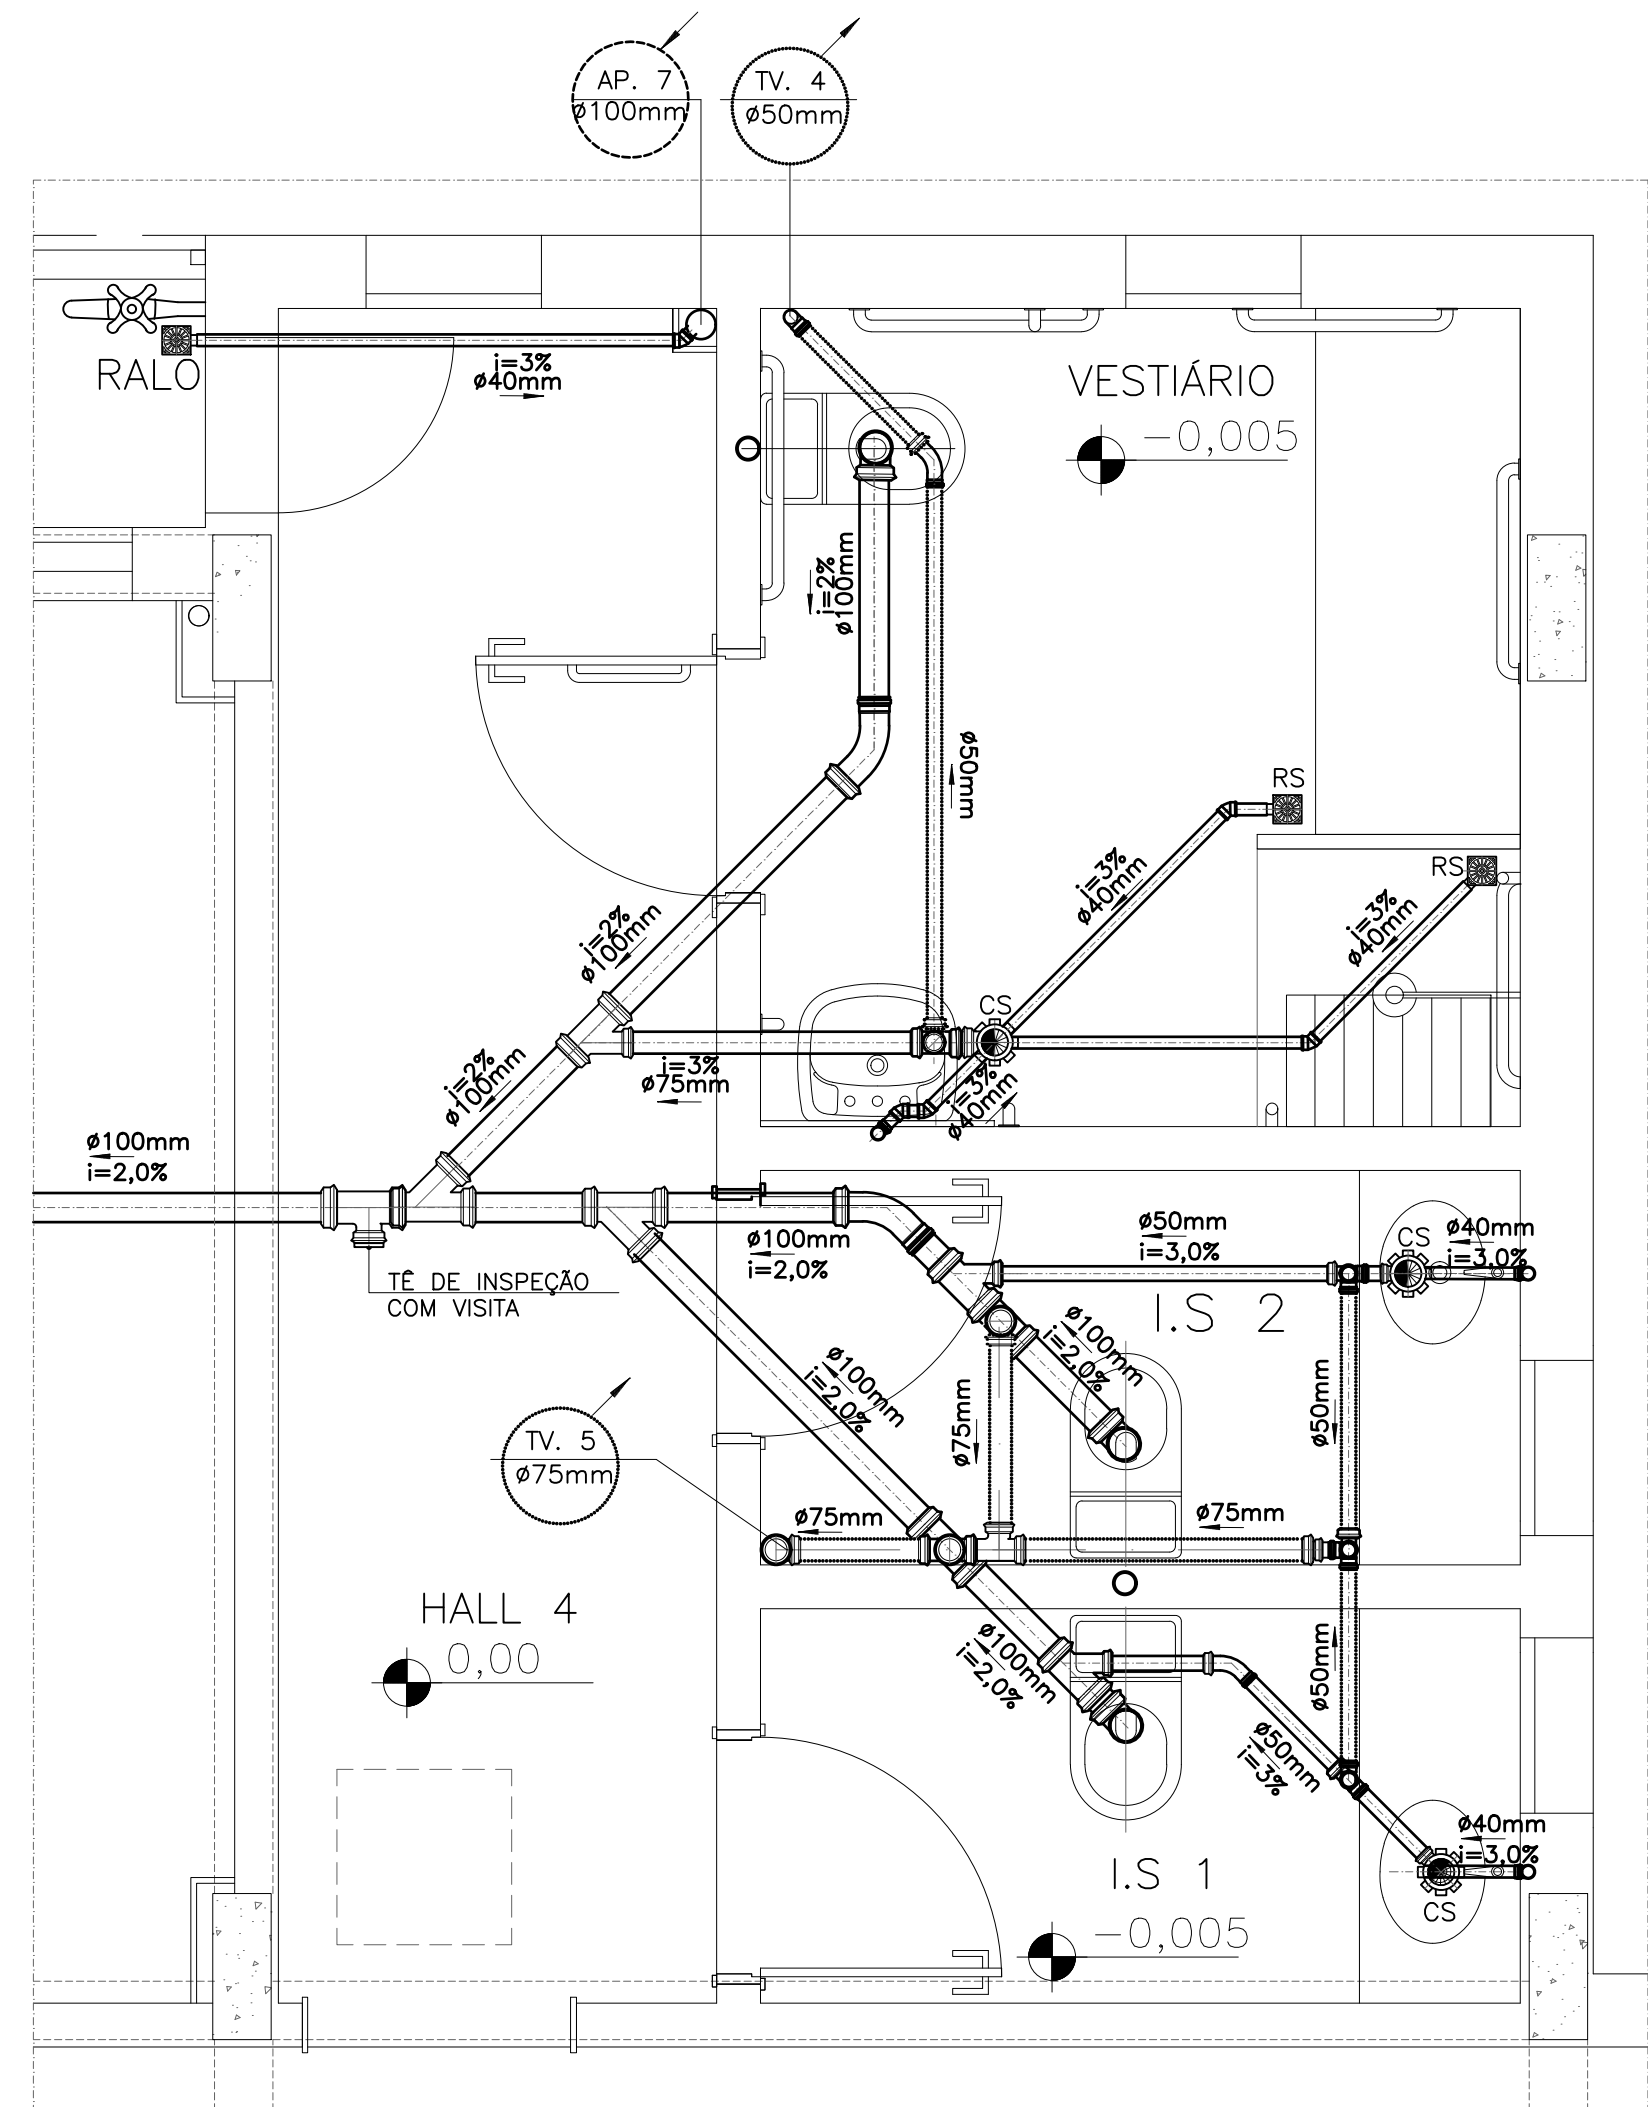 AP. 7
ø100mm
TV. 4
ø50mm
RALO
i=3%
ø40mm
VESTIÁRIO
-0,005
i=2%
ø100mm
ø50mm
RS
i=3%
ø40mm
RS
i=3%
ø40mm
i=2%
ø100mm
CS
i=3%
ø75mm
i=2%
ø100mm
i=3%
ø40mm
ø100mm
i=2,0%
TÊ DE INSPEÇÃO
COM VISITA
ø100mm
i=2,0%
ø50mm
i=3,0%
CS
ø40mm
i=3,0%
I.S 2
ø100mm
i=2,0%
ø100mm
i=2,0%
ø75mm
ø50mm
TV. 5
ø75mm
ø75mm
ø75mm
HALL 4
0,00
ø100mm
i=2,0%
ø50mm
ø50mm
i=3%
ø40mm
i=3,0%
CS
I.S 1
-0,005